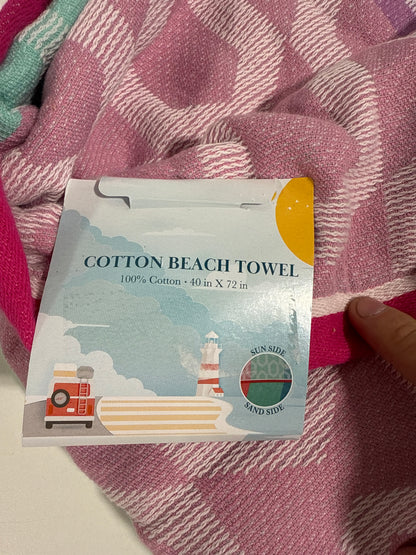 COTTON BEACH TOWEL
100% Cotton • 40 in X 72 in
SUN SIDE
SAND SIDE